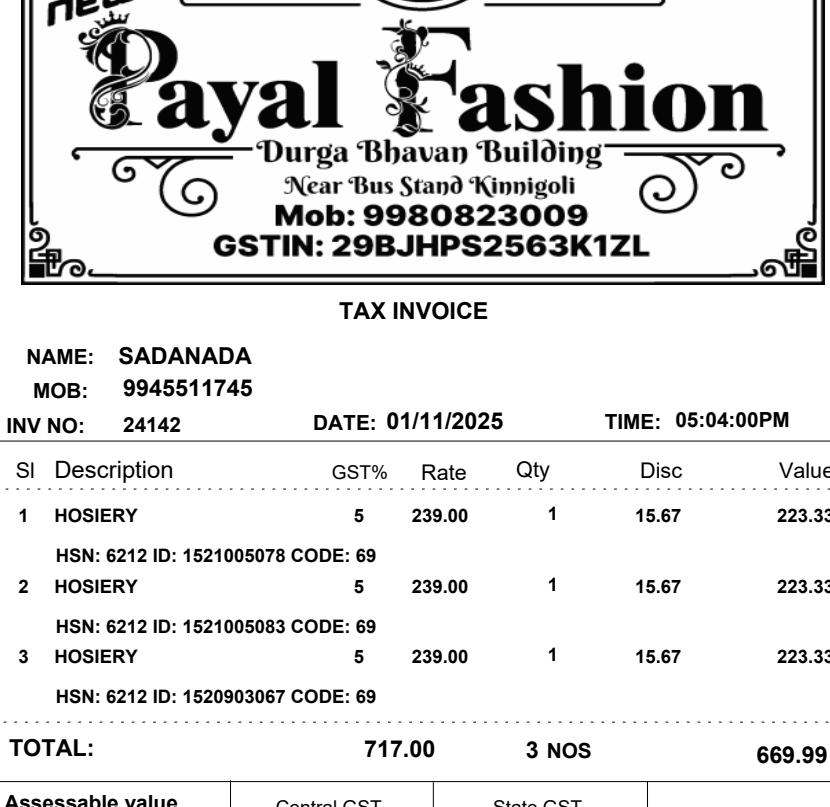 new
Payal Fashion
Durga Bhavan Building
Near Bus Stand Kinnigoli
Mob: 9980823009
GSTIN: 29BJHPS2563K1ZL
TAX INVOICE
NAME: SADANADA
MOB: 9945511745
INV NO: 24142 DATE: 01/11/2025 TIME: 05:04:00PM
Sl Description GST% Rate Qty Disc Value
1 HOSIERY 5 239.00 1 15.67 223.33
HSN: 6212 ID: 1521005078 CODE: 69
2 HOSIERY 5 239.00 1 15.67 223.33
HSN: 6212 ID: 1521005083 CODE: 69
3 HOSIERY 5 239.00 1 15.67 223.33
HSN: 6212 ID: 1520903067 CODE: 69
TOTAL: 717.00 3 NOS 669.99
Assessable value Central GST State GST